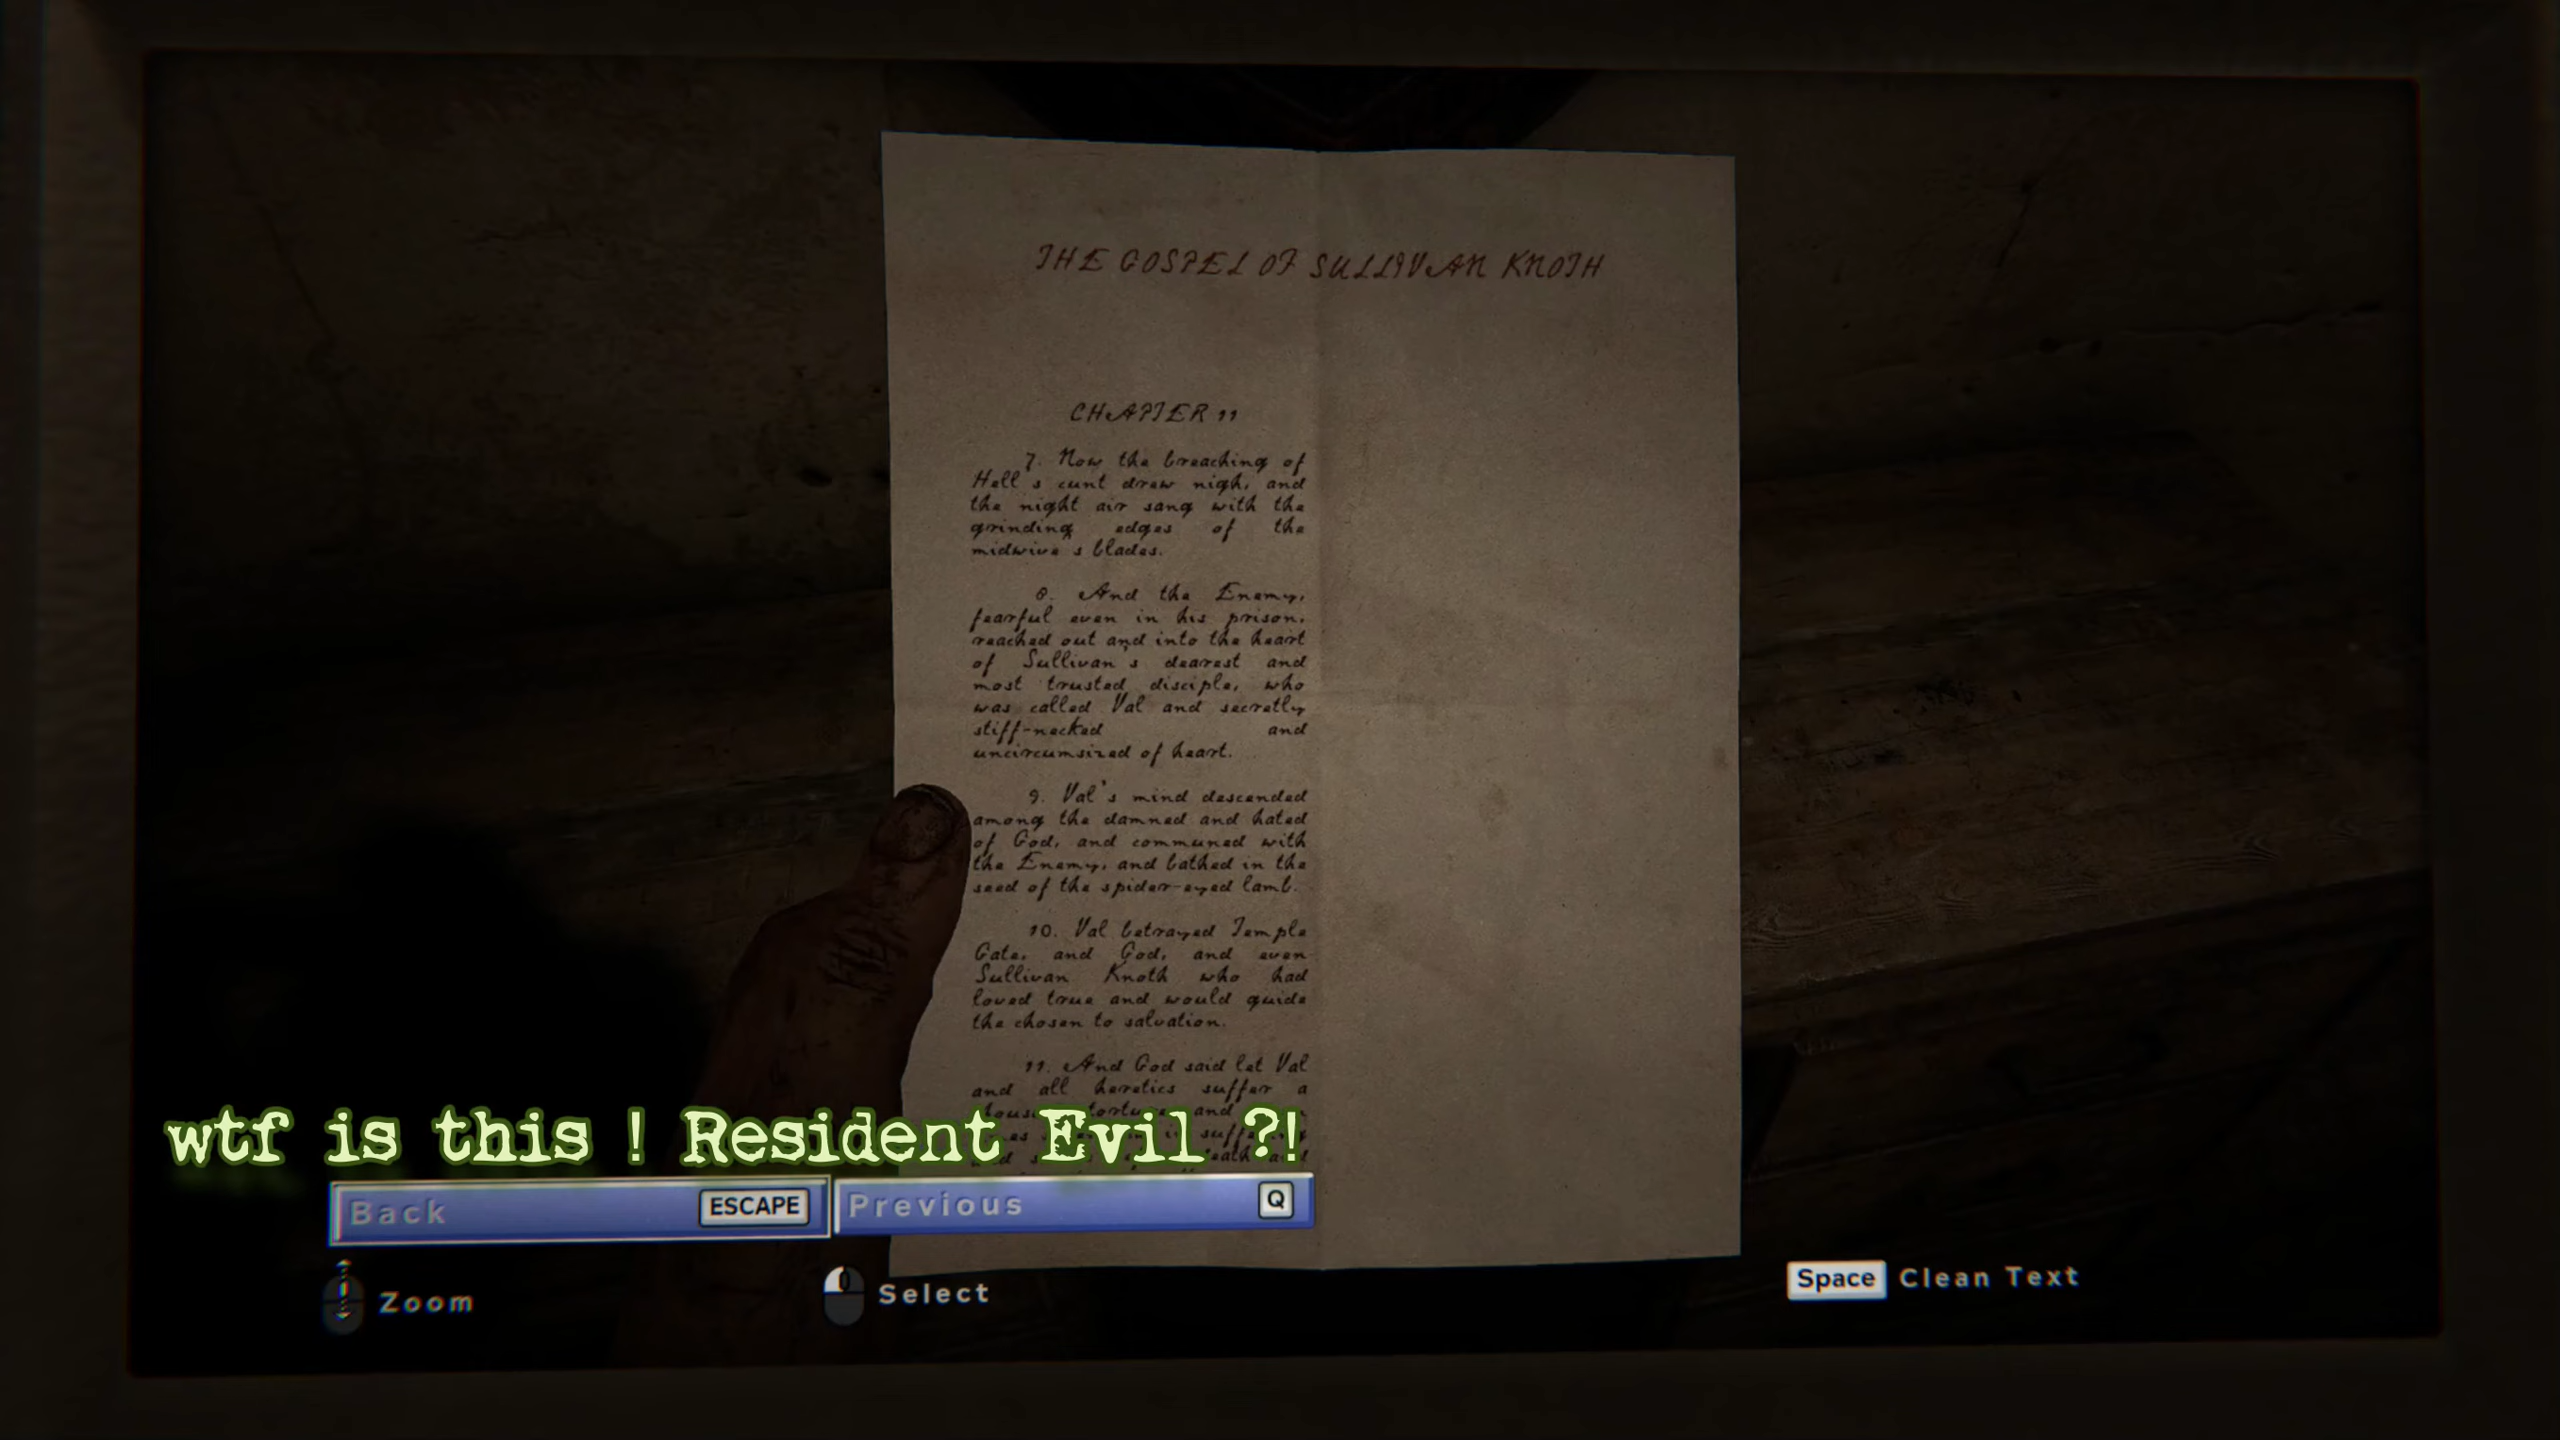 THE GOSPEL OF SULLIVAN KNOTH
CHAPTER 11
7. Now the breaching of
Hell s cunt drew nigh, and
the night air sang with the
grinding edges of the
midwive s blades.
8. And the Enemy,
fearful even in his prison,
reached out and into the heart
of Sullivan s dearest and
most trusted disciple, who
was called Val and secretly
stiff-necked and
uncircumsized of heart.
9. Val's mind descended
among the damned and hated
of God, and communed with
the Enemy, and bathed in the
seed of the spider-eyed lamb.
10. Val betrayed Temple
Gate, and God, and even
Sullivan Knoth who had
loved true and would guide
the chosen to salvation.
11. And God said let Val
and all heretics suffer a
and
wtf is this ! Resident Evil ?!
Back ESCAPE Previous Q
Zoom Select Space Clean Text